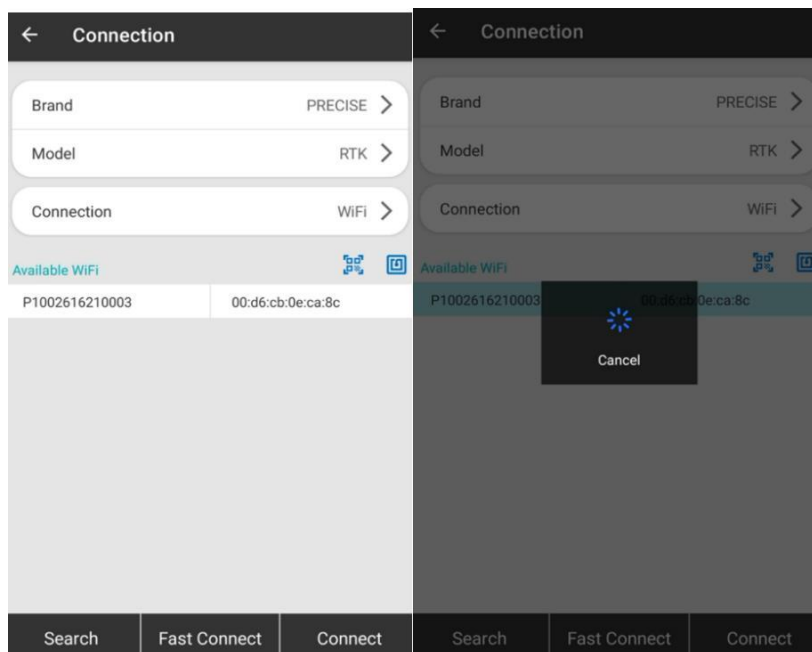 Connection
Brand PRECISE
Model RTK
Connection WiFi
Available WiFi
P1002616210003 00:d6:cb:0e:ca:8c
Search Fast Connect Connect
Connection
Brand PRECISE
Model RTK
Connection WiFi
Available WiFi
P1002616210003 00:d6:cb:0e:ca:8c
Cancel
Search Fast Connect Connect